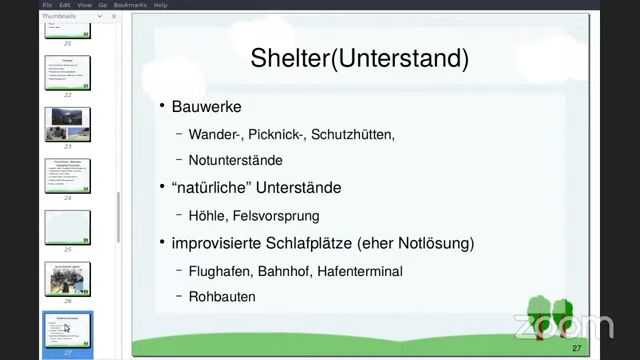 File Edit View Go Bookmarks Help
Thumbnails
21
22
23
24
25
26
27
Shelter(Unterstand)
• Bauwerke
– Wander-, Picknick-, Schutzhütten,
– Notunterstände
• “natürliche” Unterstände
– Höhle, Felsvorsprung
• improvisierte Schlafplätze (eher Notlösung)
– Flughafen, Bahnhof, Hafenterminal
– Rohbauten
zoom
27